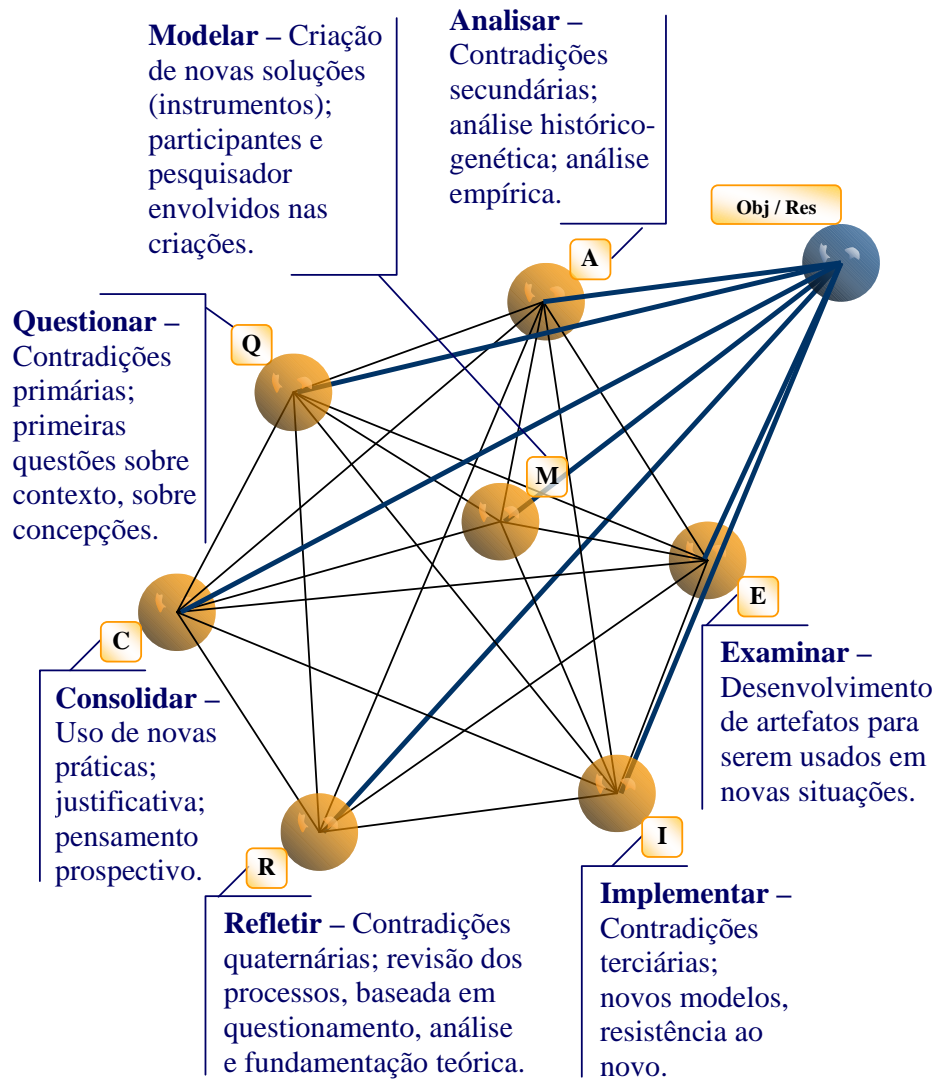 Modelar – Criação
de novas soluções
(instrumentos);
participantes e
pesquisador
envolvidos nas
criações.
Analisar –
Contradições
secundárias;
análise histórico-
genética; análise
empírica.
Obj / Res
A
Questionar –
Contradições
primárias;
primeiras
questões sobre
contexto, sobre
concepções.
Q
M
E
C
Examinar –
Desenvolvimento
de artefatos para
serem usados em
novas situações.
Consolidar –
Uso de novas
práticas;
justificativa;
pensamento
prospectivo.
R
I
Refletir – Contradições
quaternárias; revisão dos
processos, baseada em
questionamento, análise
e fundamentação teórica.
Implementar –
Contradições
terciárias;
novos modelos,
resistência ao
novo.